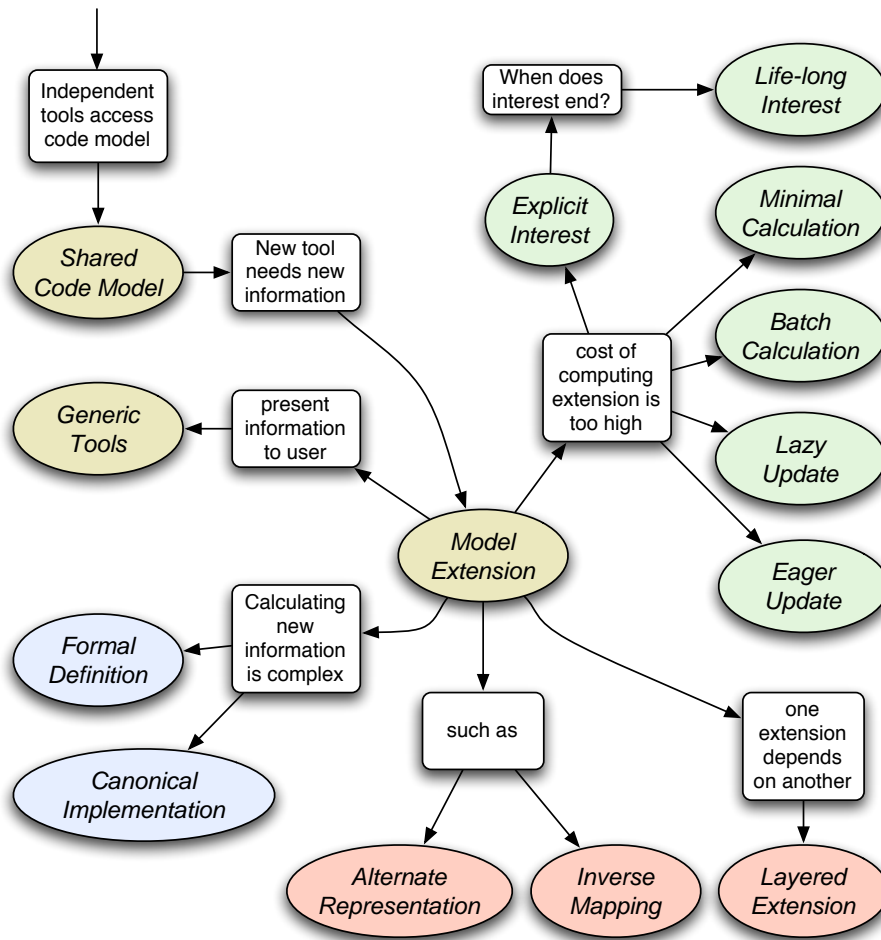 Independent
tools access
code model
When does
interest end?
Life-long
Interest
Explicit
Interest
Minimal
Calculation
Shared
Code Model
New tool
needs new
information
Batch
Calculation
cost of
computing
extension is
too high
Generic
Tools
present
information
to user
Lazy
Update
Model
Extension
Eager
Update
Calculating
new
information
is complex
Formal
Definition
such as
one
extension
depends
on another
Canonical
Implementation
Alternate
Representation
Inverse
Mapping
Layered
Extension